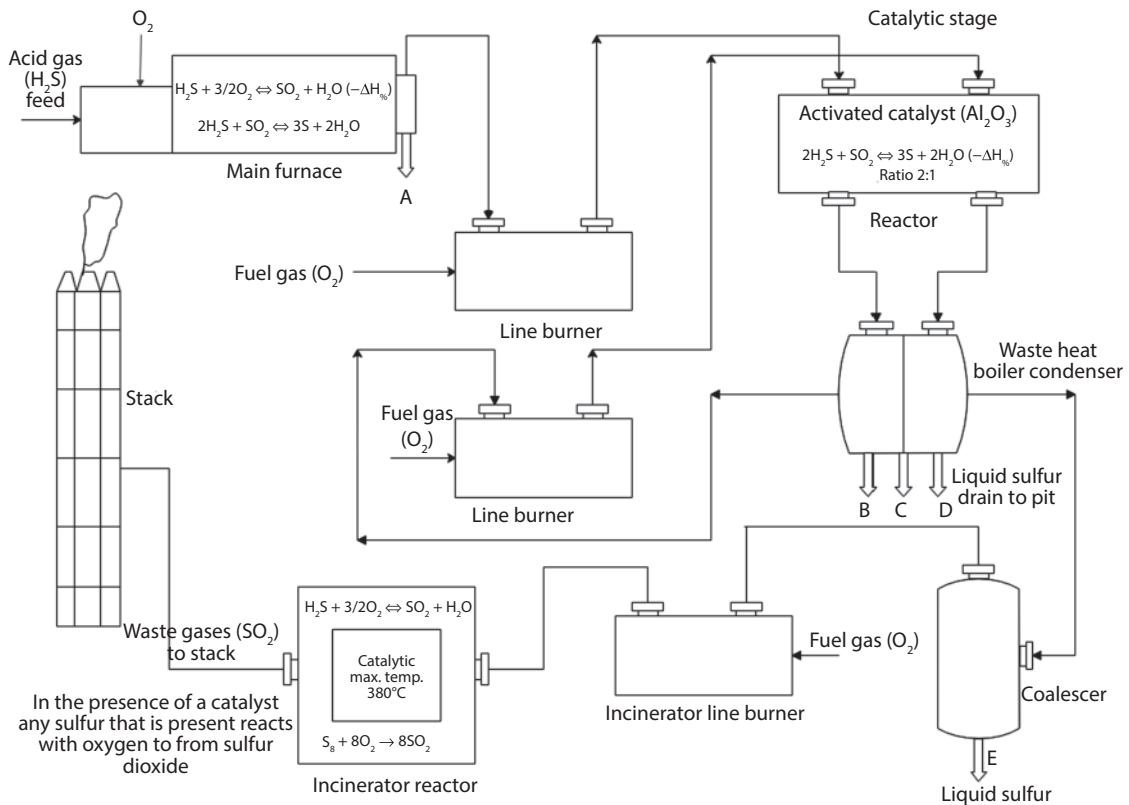 O₂
Catalytic stage
Acid gas
(H₂S)
feed
H₂S + 3/2O₂ ⇔ SO₂ + H₂O (−ΔH%)
2H₂S + SO₂ ⇔ 3S + 2H₂O
Main furnace
A
Activated catalyst (Al₂O₃)
2H₂S + SO₂ ⇔ 3S + 2H₂O (−ΔH%)
Ratio 2:1
Reactor
Fuel gas (O₂)
Line burner
Waste heat
boiler condenser
Stack
Fuel gas
(O₂)
Line burner
Liquid sulfur
drain to pit
B
C
D
H₂S + 3/2O₂ ⇔ SO₂ + H₂O
Catalytic
max. temp.
380°C
S₈ + 8O₂ → 8SO₂
Incinerator reactor
Waste gases (SO₂)
to stack
In the presence of a catalyst
any sulfur that is present reacts
with oxygen to from sulfur
dioxide
Fuel gas (O₂)
Incinerator line burner
Coalescer
E
Liquid sulfur